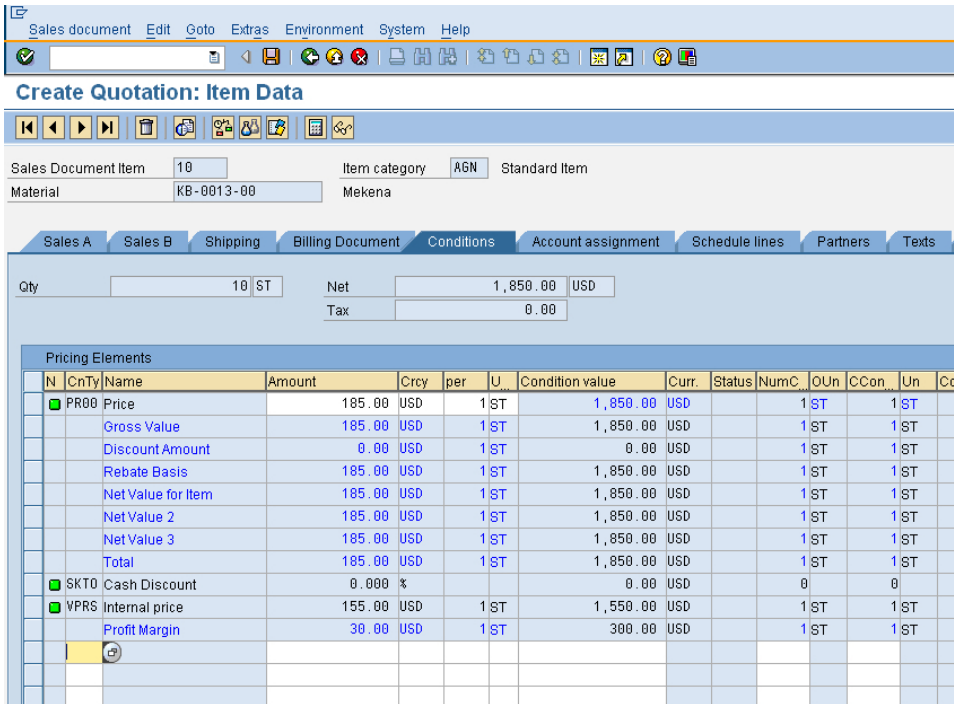 Sales document Edit Goto Extras Environment System Help
Create Quotation: Item Data
Sales Document Item 10 Item category AGN Standard Item
Material KB-0013-00 Mekena
Sales A Sales B Shipping Billing Document Conditions Account assignment Schedule lines Partners Texts
Qty 10 ST Net 1,850.00 USD
Tax 0.00
Pricing Elements
N CnTy Name Amount Crcy per U... Condition value Curr. Status NumC... OUn CCon... Un Co
PR00 Price 185.00 USD 1 ST 1,850.00 USD 1 ST 1 ST
Gross Value 185.00 USD 1 ST 1,850.00 USD 1 ST 1 ST
Discount Amount 0.00 USD 1 ST 0.00 USD 1 ST 1 ST
Rebate Basis 185.00 USD 1 ST 1,850.00 USD 1 ST 1 ST
Net Value for Item 185.00 USD 1 ST 1,850.00 USD 1 ST 1 ST
Net Value 2 185.00 USD 1 ST 1,850.00 USD 1 ST 1 ST
Net Value 3 185.00 USD 1 ST 1,850.00 USD 1 ST 1 ST
Total 185.00 USD 1 ST 1,850.00 USD 1 ST 1 ST
SKTO Cash Discount 0.000 % 0.00 USD 0 0
VPRS Internal price 155.00 USD 1 ST 1,550.00 USD 1 ST 1 ST
Profit Margin 30.00 USD 1 ST 300.00 USD 1 ST 1 ST